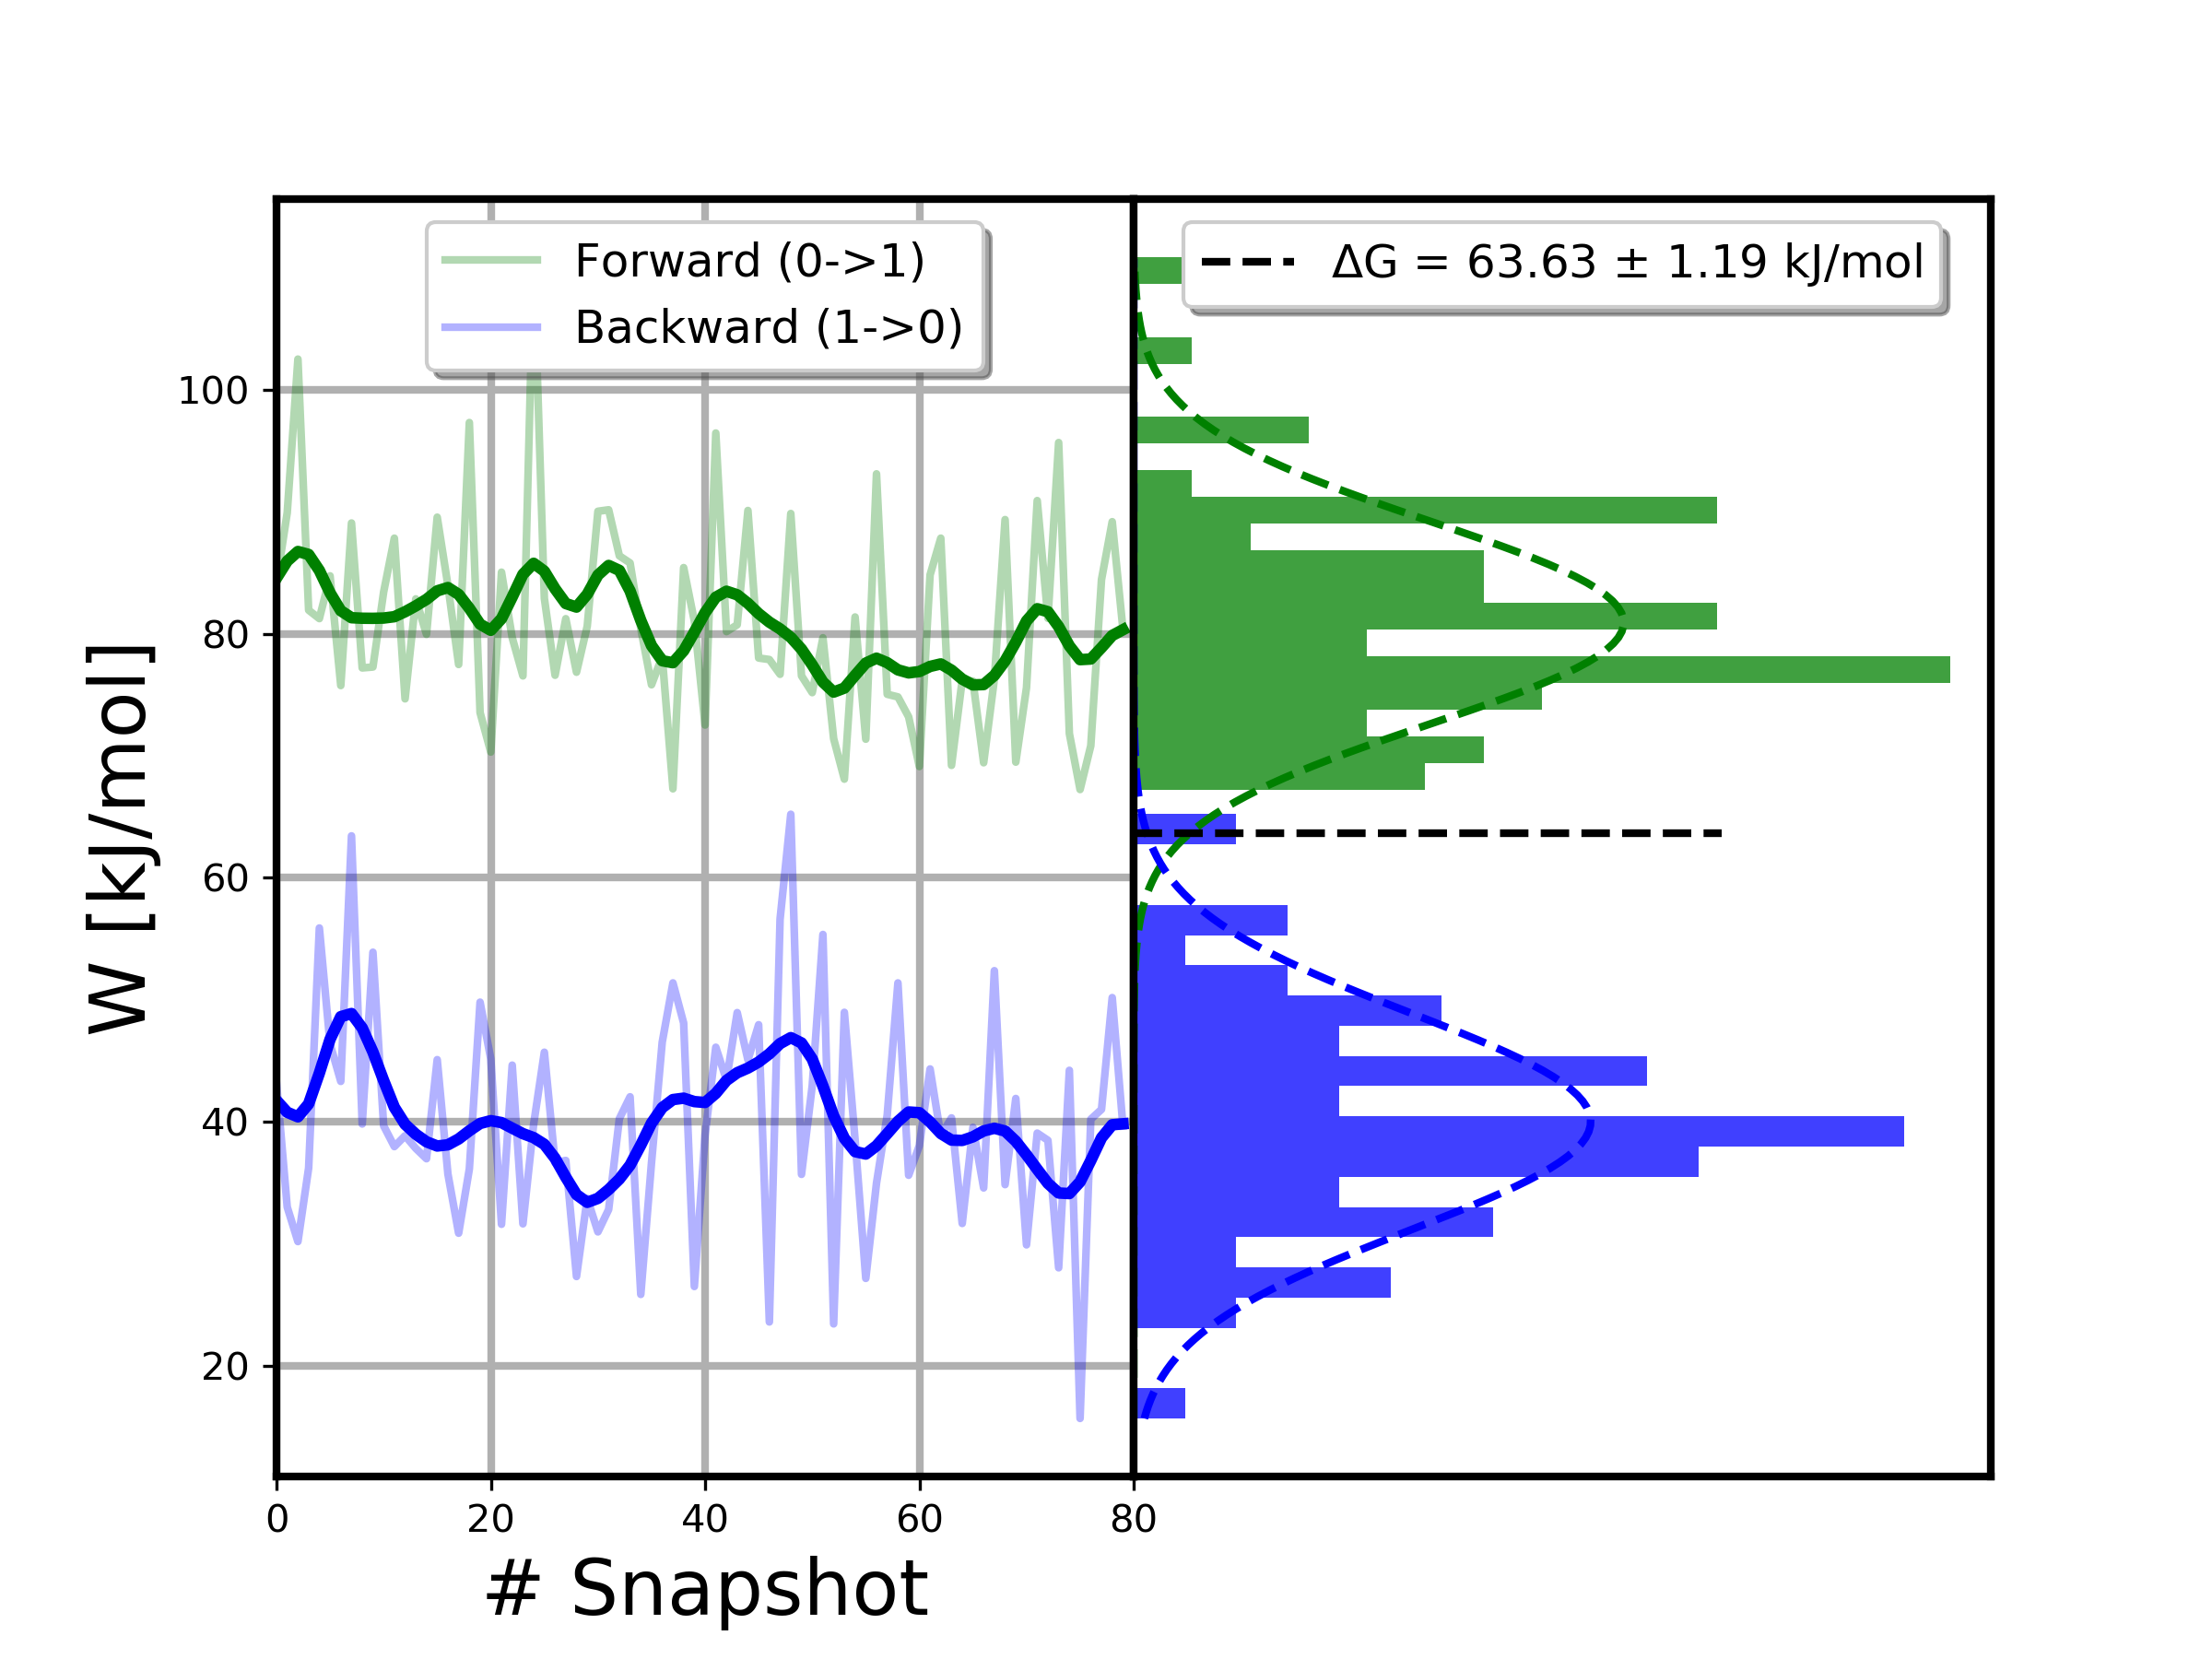 Forward (0->1)
Backward (1->0)
ΔG = 63.63 ± 1.19 kJ/mol
W [kJ/mol]
100
80
60
40
20
0 20 40 60 80
# Snapshot